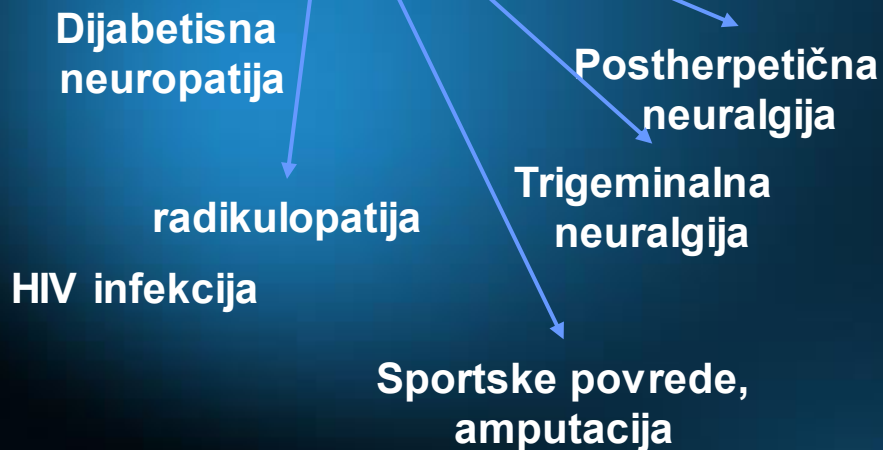 Dijabetisna
neuropatija
Postherpetična
neuralgija
radikulopatija
Trigeminalna
neuralgija
HIV infekcija
Sportske povrede,
amputacija